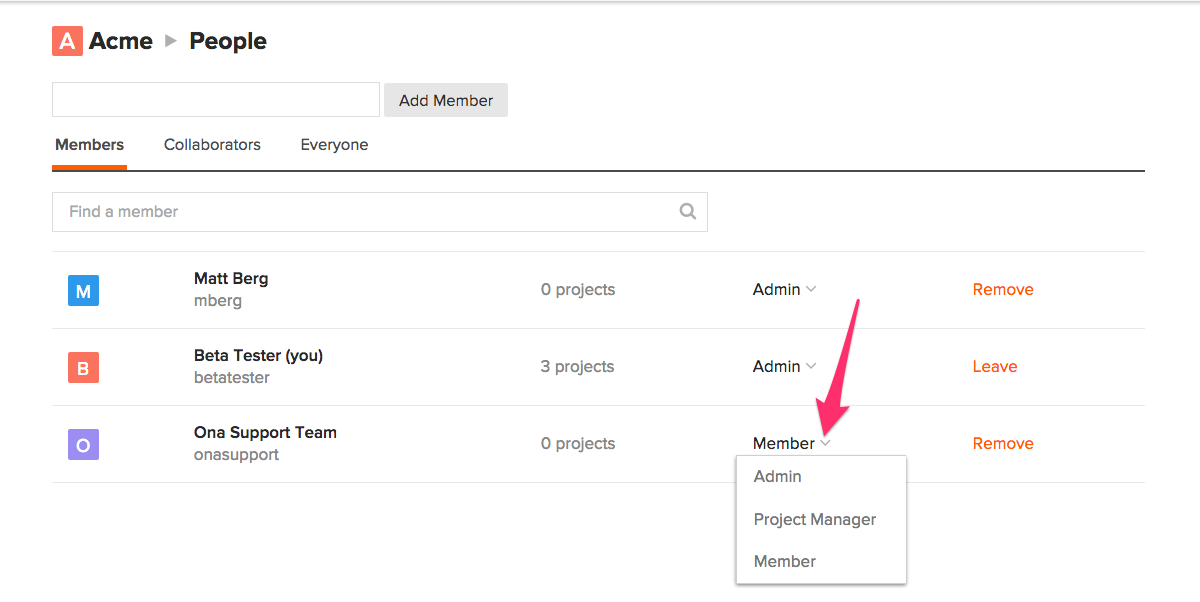 A Acme People
Add Member
Members Collaborators Everyone
Find a member
M Matt Berg 0 projects Admin Remove
mberg
B Beta Tester (you) 3 projects Admin Leave
betatester
O Ona Support Team 0 projects Member Remove
onasupport
Admin
Project Manager
Member